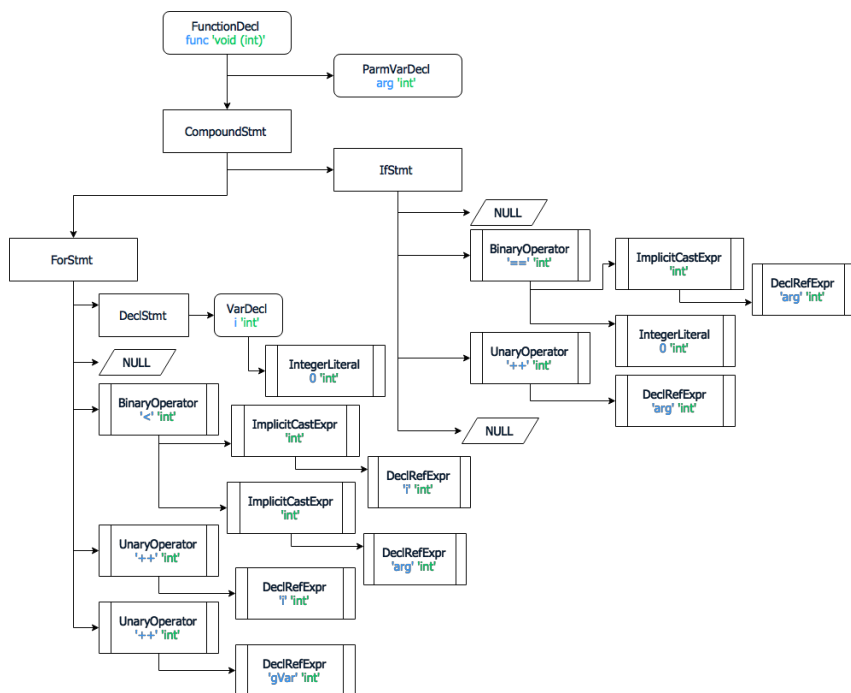 FunctionDecl
func 'void (int)'
ParmVarDecl
arg 'int'
CompoundStmt
IfStmt
NULL
BinaryOperator
'==' 'int'
ImplicitCastExpr
'int'
DeclRefExpr
'arg' 'int'
IntegerLiteral
0 'int'
UnaryOperator
'++' 'int'
DeclRefExpr
'arg' 'int'
NULL
ForStmt
DeclStmt
VarDecl
i 'int'
IntegerLiteral
0 'int'
NULL
BinaryOperator
'<' 'int'
ImplicitCastExpr
'int'
DeclRefExpr
'i' 'int'
ImplicitCastExpr
'int'
DeclRefExpr
'arg' 'int'
UnaryOperator
'++' 'int'
DeclRefExpr
'i' 'int'
UnaryOperator
'++' 'int'
DeclRefExpr
'gVar' 'int'